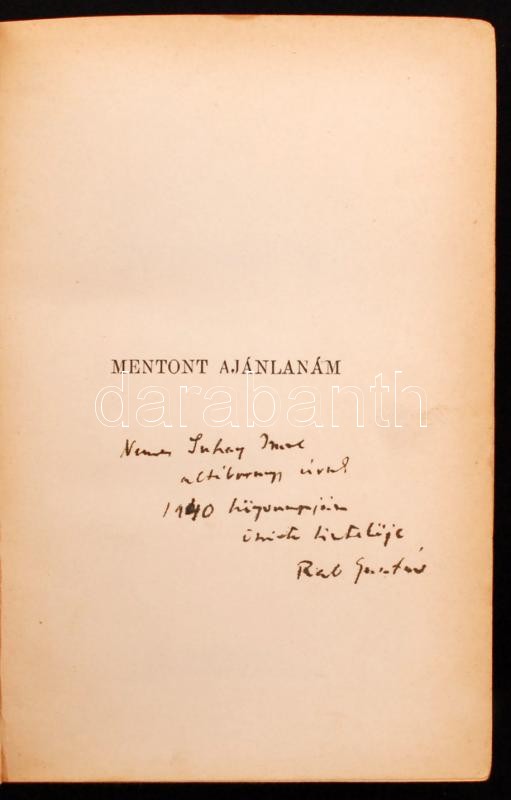 MENTONT AJÁNLANÁM
darabanth
Nemes Suhay Imre
altábornagy úrnak
1940 könyvnapján
őszinte tisztelője
Rab Gusztáv